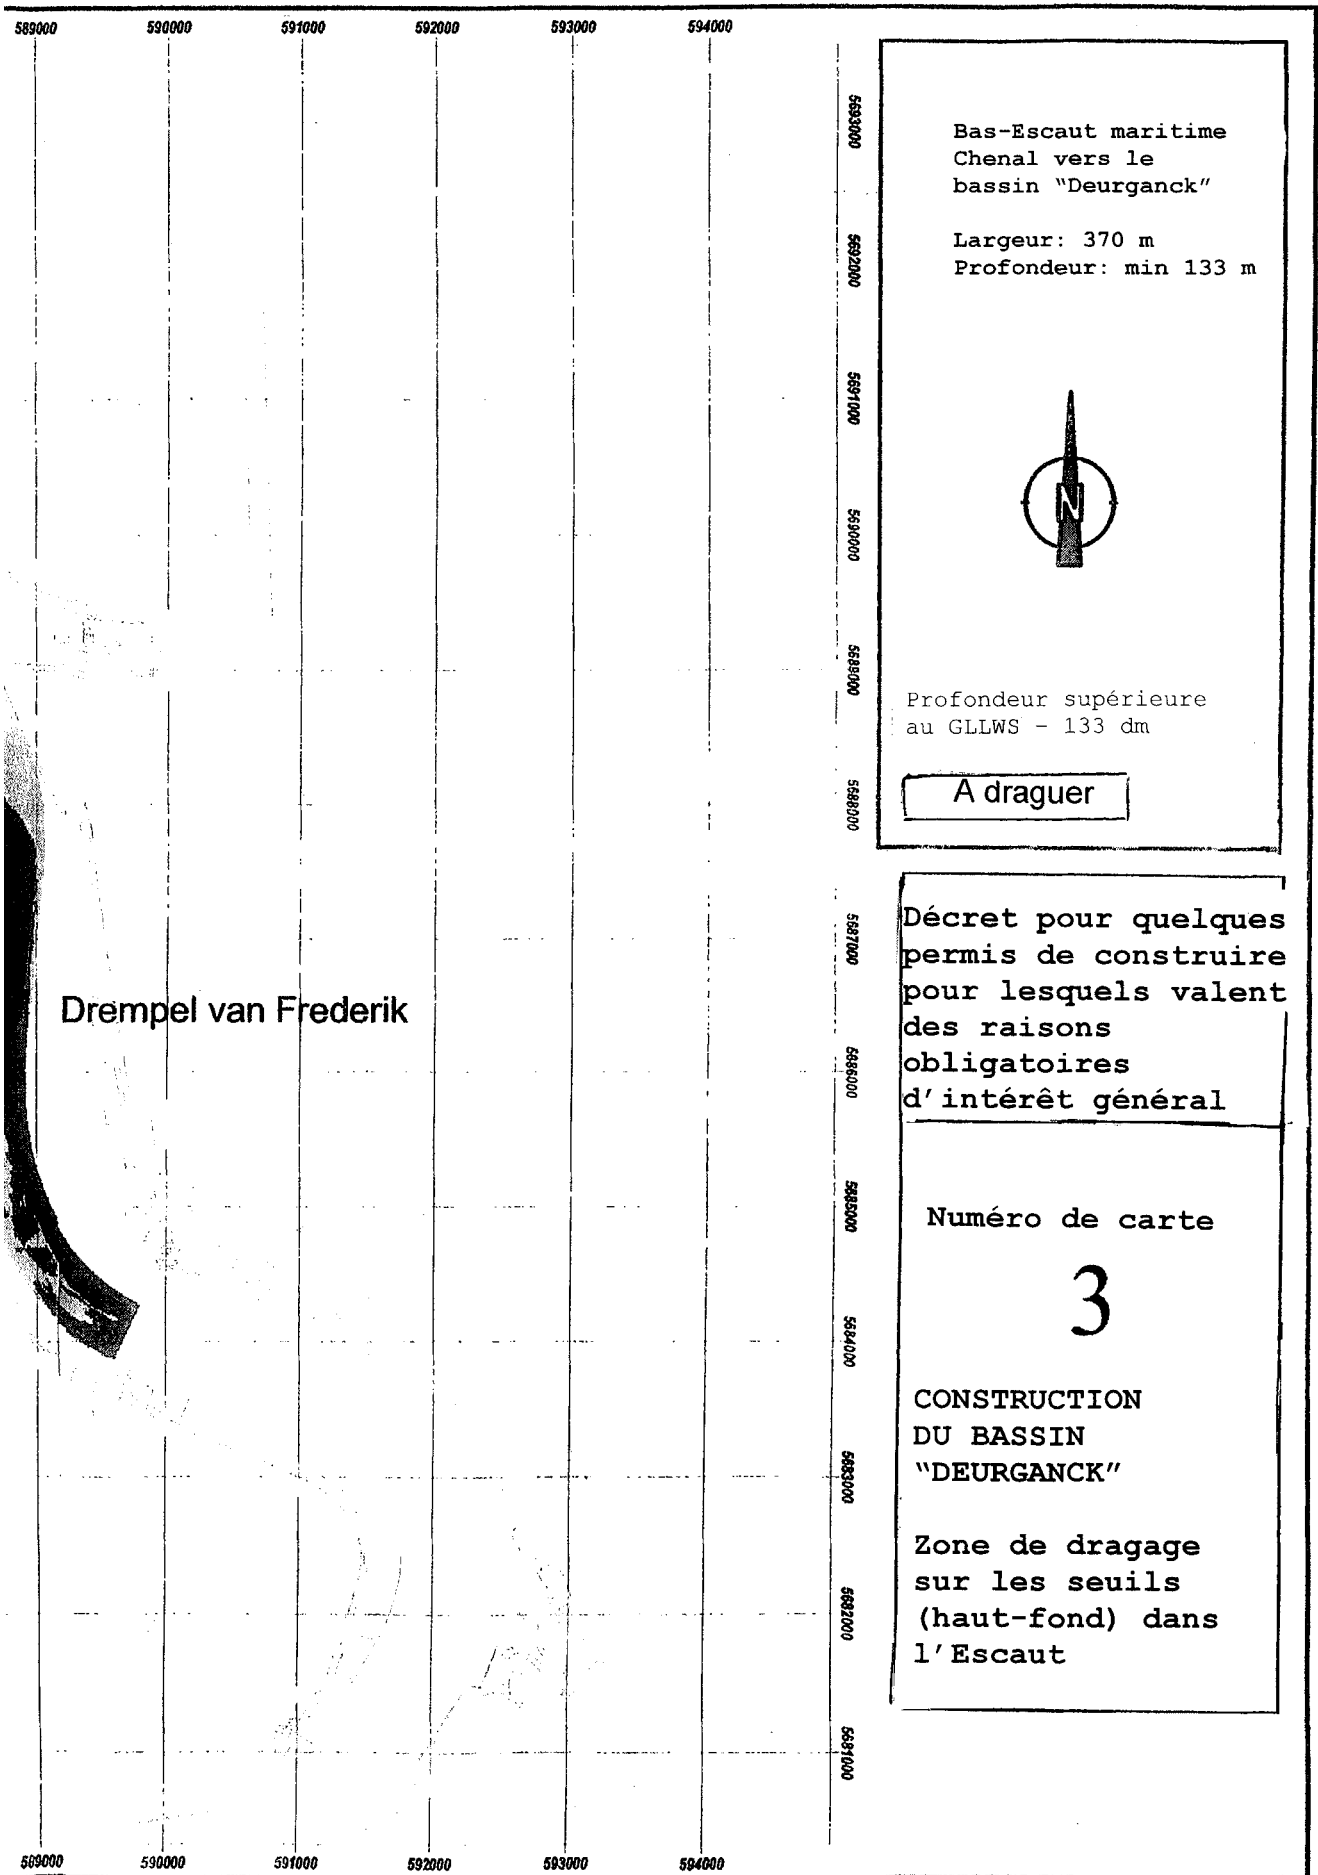 589000 590000 591000 592000 593000 594000
5693000
5692000
5691000
5690000
5689000
5688000
5687000
5686000
5685000
5684000
5683000
5682000
5681000
Drempel van Frederik
589000 590000 591000 592000 593000 594000
Bas-Escaut maritime
Chenal vers le
bassin "Deurganck"
Largeur: 370 m
Profondeur: min 133 m
N
Profondeur supérieure
au GLLWS - 133 dm
A draguer
Décret pour quelques
permis de construire
pour lesquels valent
des raisons
obligatoires
d'intérêt général
Numéro de carte
3
CONSTRUCTION
DU BASSIN
"DEURGANCK"
Zone de dragage
sur les seuils
(haut-fond) dans
l'Escaut